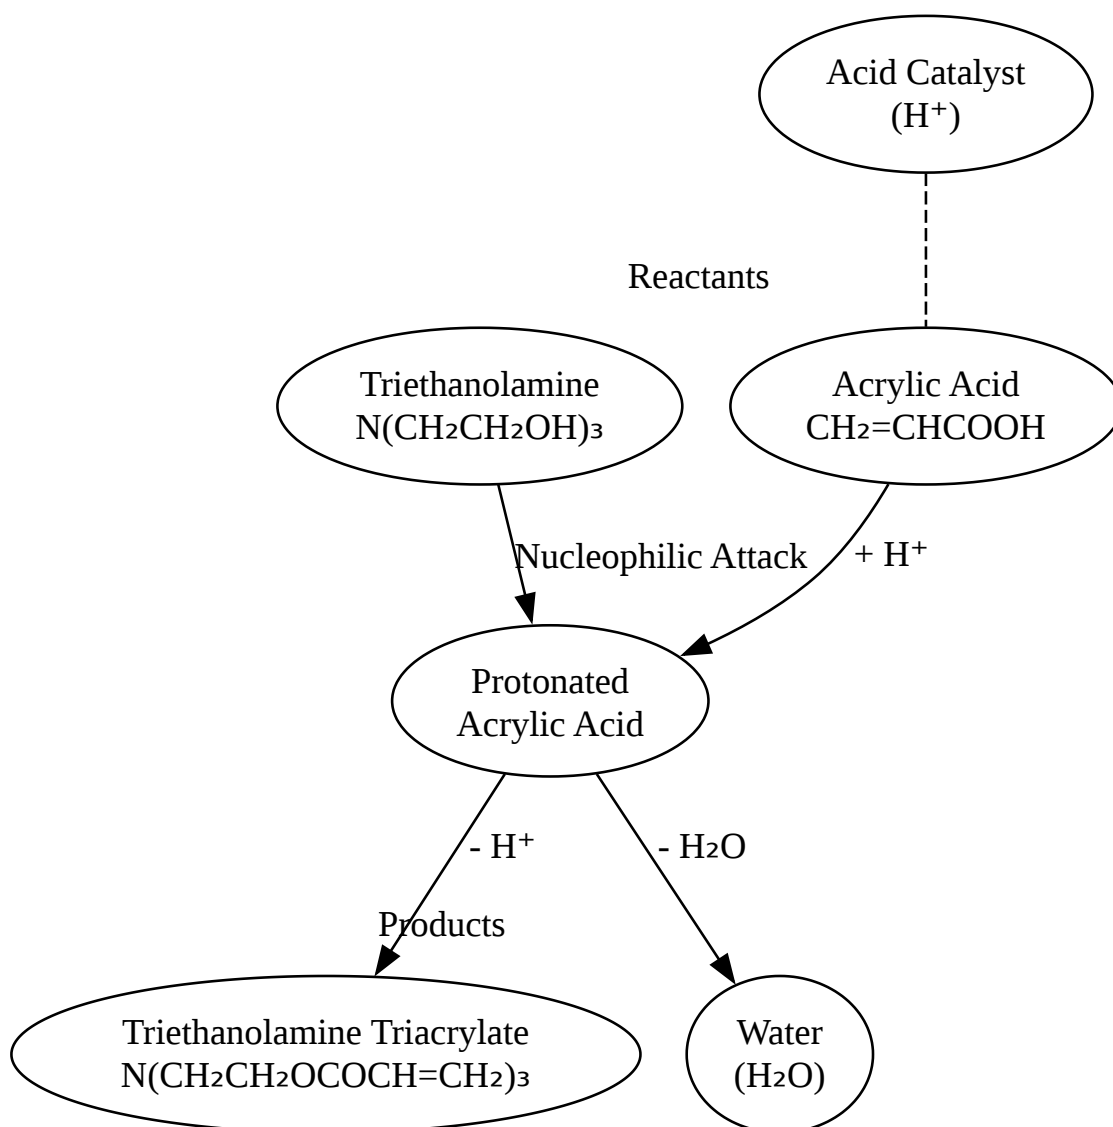 Acid Catalyst
(H⁺)
Reactants
Triethanolamine
N(CH₂CH₂OH)₃
Acrylic Acid
CH₂=CHCOOH
Nucleophilic Attack
+ H⁺
Protonated
Acrylic Acid
- H⁺
- H₂O
Products
Triethanolamine Triacrylate
N(CH₂CH₂OCOCH=CH₂)₃
Water
(H₂O)